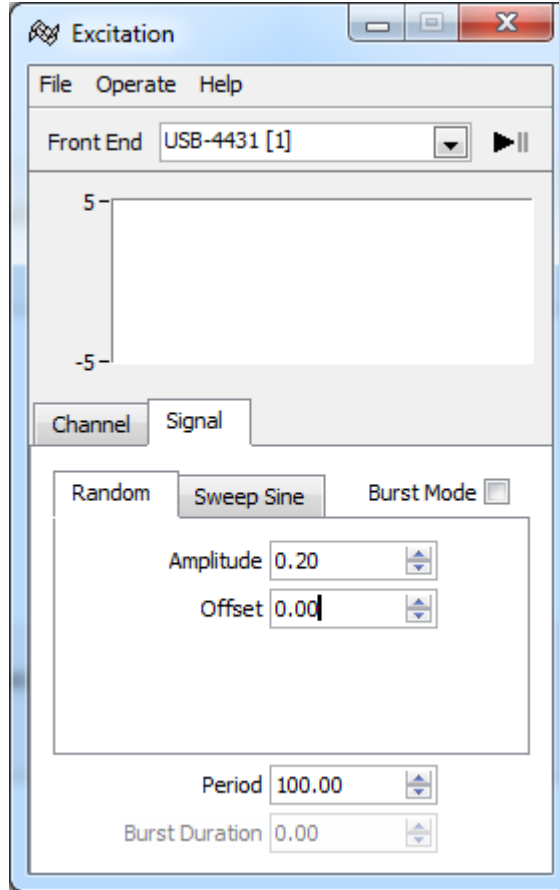 Excitation
File Operate Help
Front End USB-4431 [1]
5
-5
Channel Signal
Random Sweep Sine Burst Mode
Amplitude 0.20
Offset 0.00
Period 100.00
Burst Duration 0.00